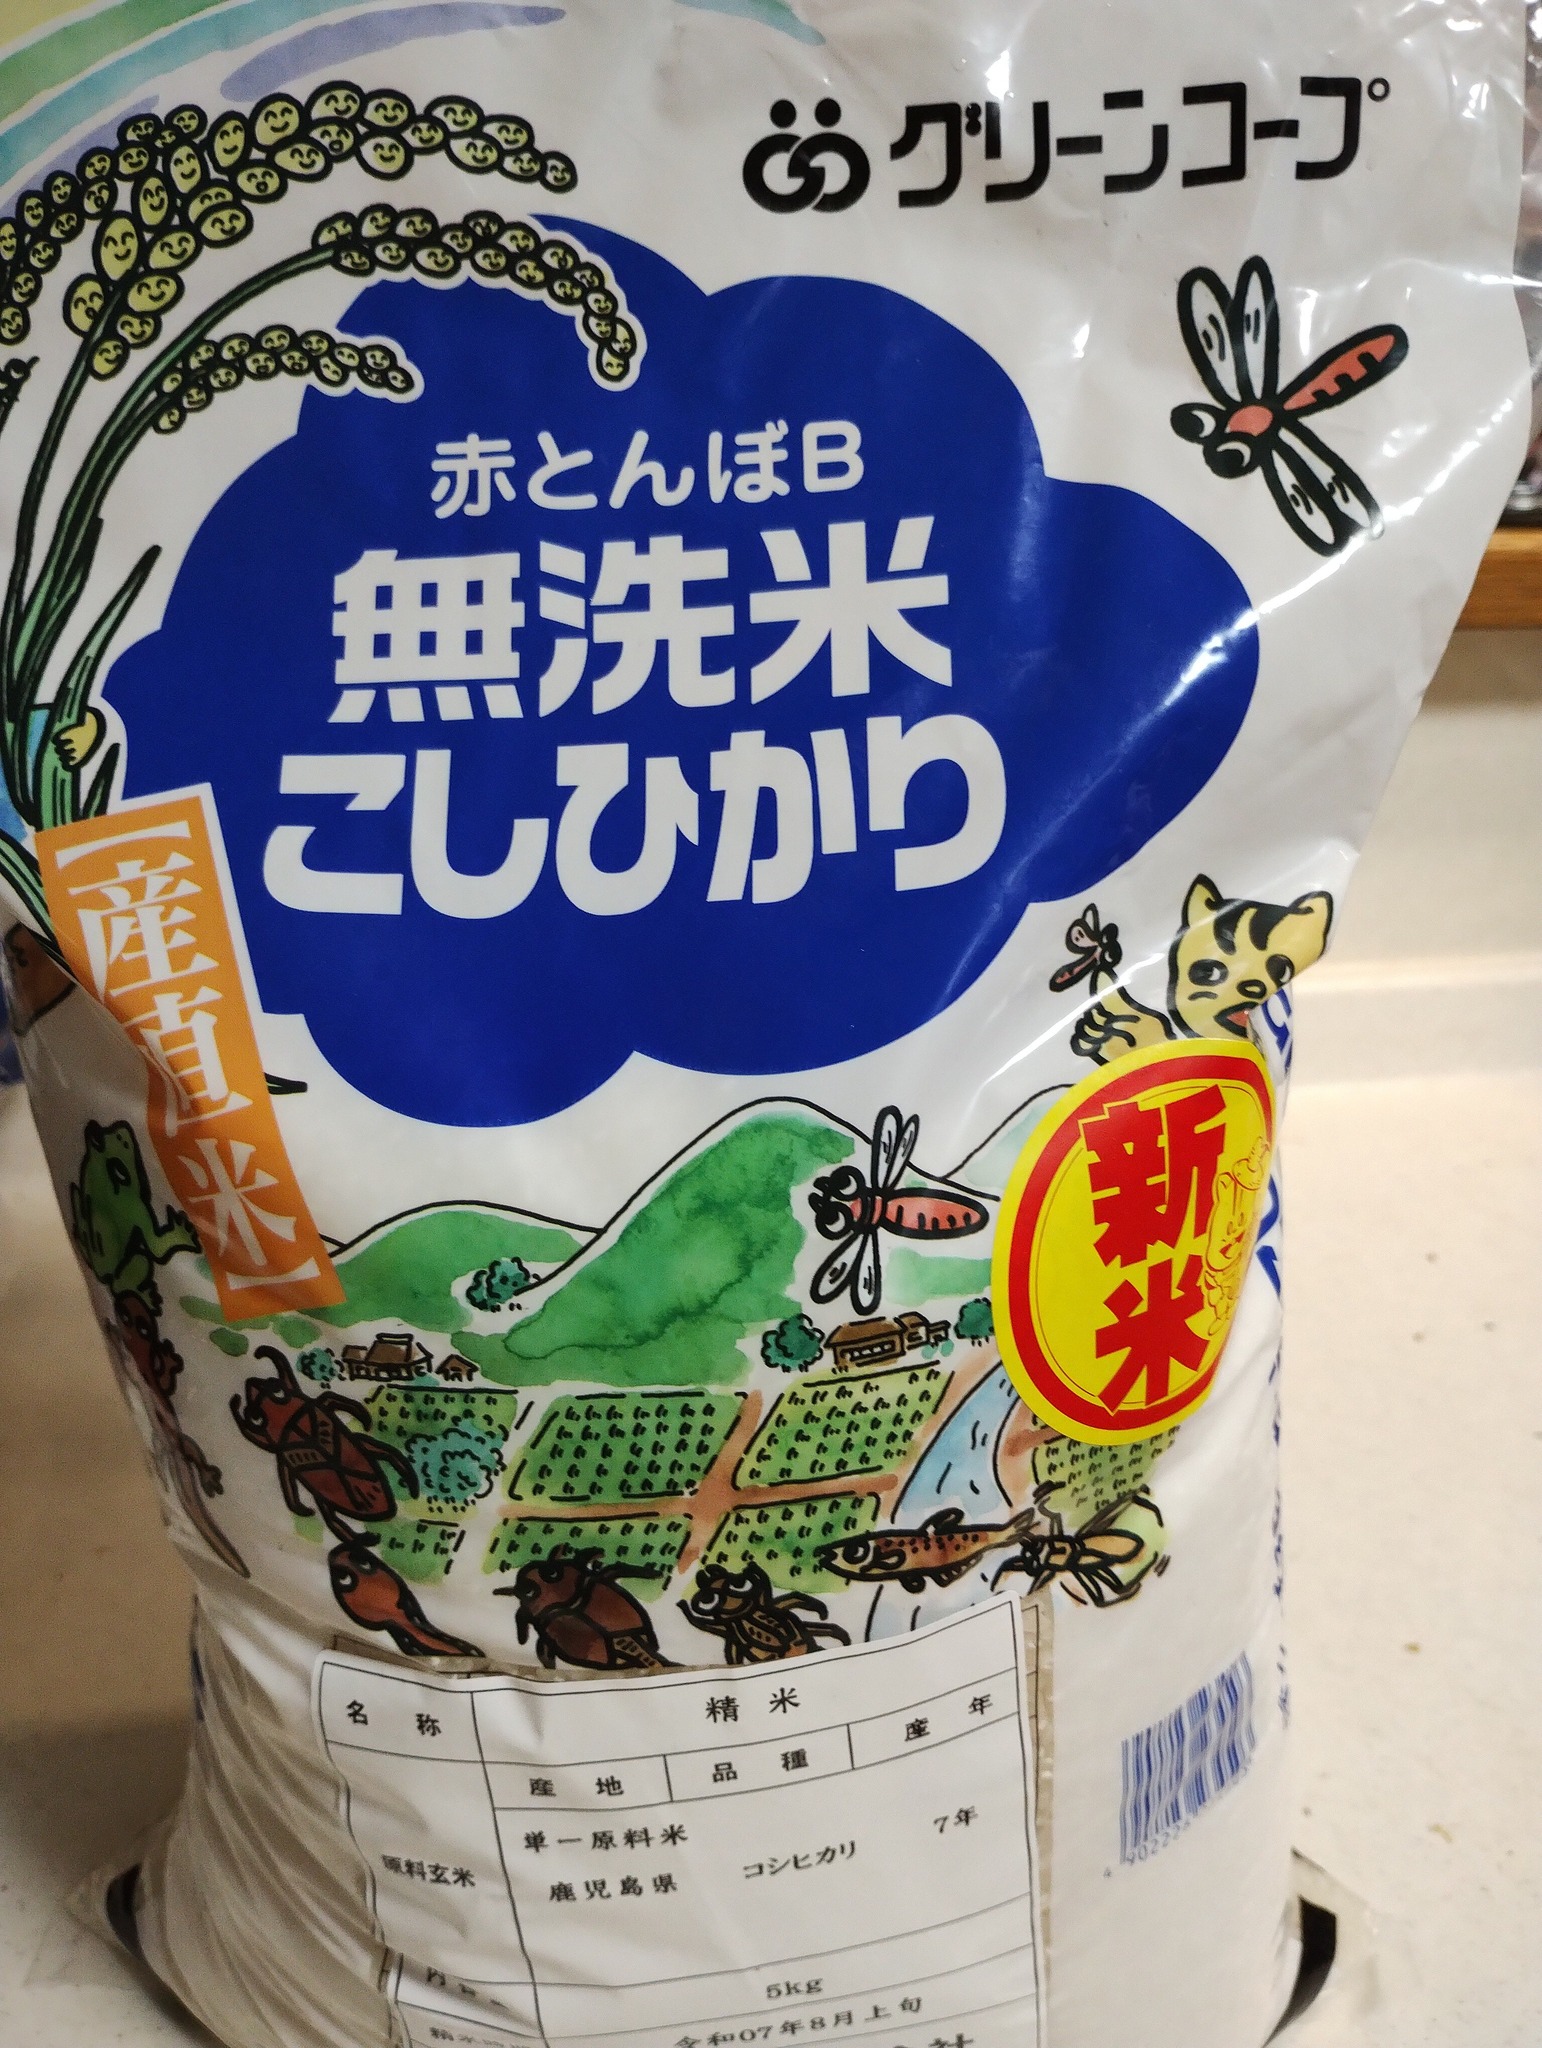 グリーンコープ
赤とんぼB
無洗米
こしひかり
【産直米】
新米
名称 精米
産地 品種 産年
原料玄米
単一原料米
鹿児島県 コシヒカリ 7年
5kg
令和07年8月上旬